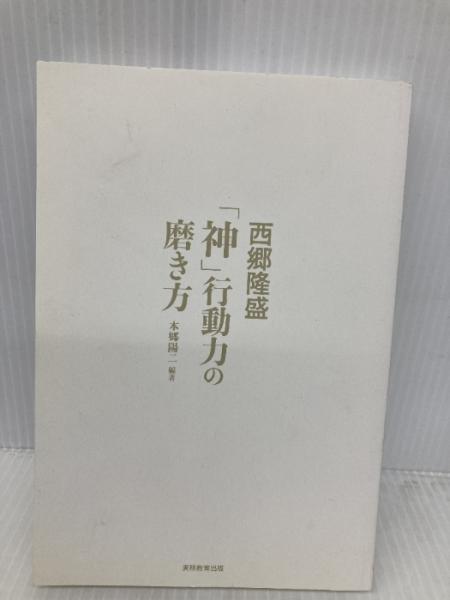 西郷隆盛
「神」行動力の
磨き方
本郷陽二 編著
実務教育出版